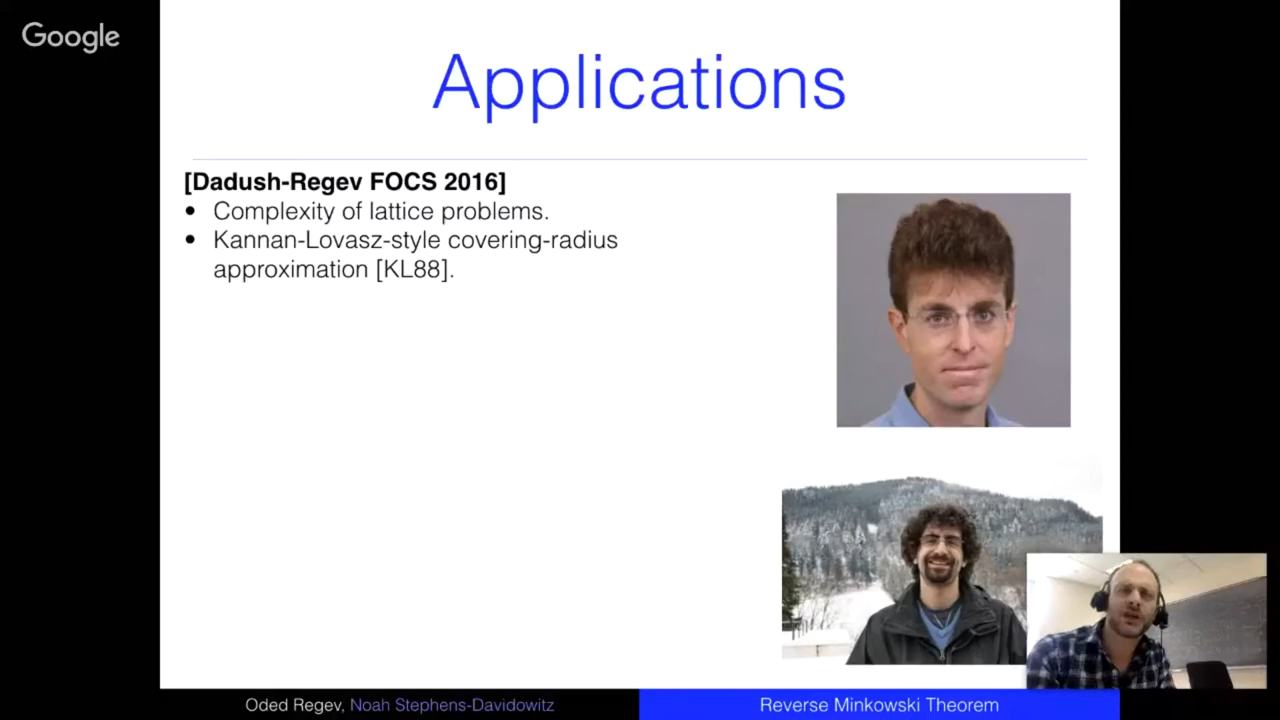 Google
Applications
[Dadush-Regev FOCS 2016]
• Complexity of lattice problems.
• Kannan-Lovasz-style covering-radius
approximation [KL88].
Oded Regev, Noah Stephens-Davidowitz
Reverse Minkowski Theorem